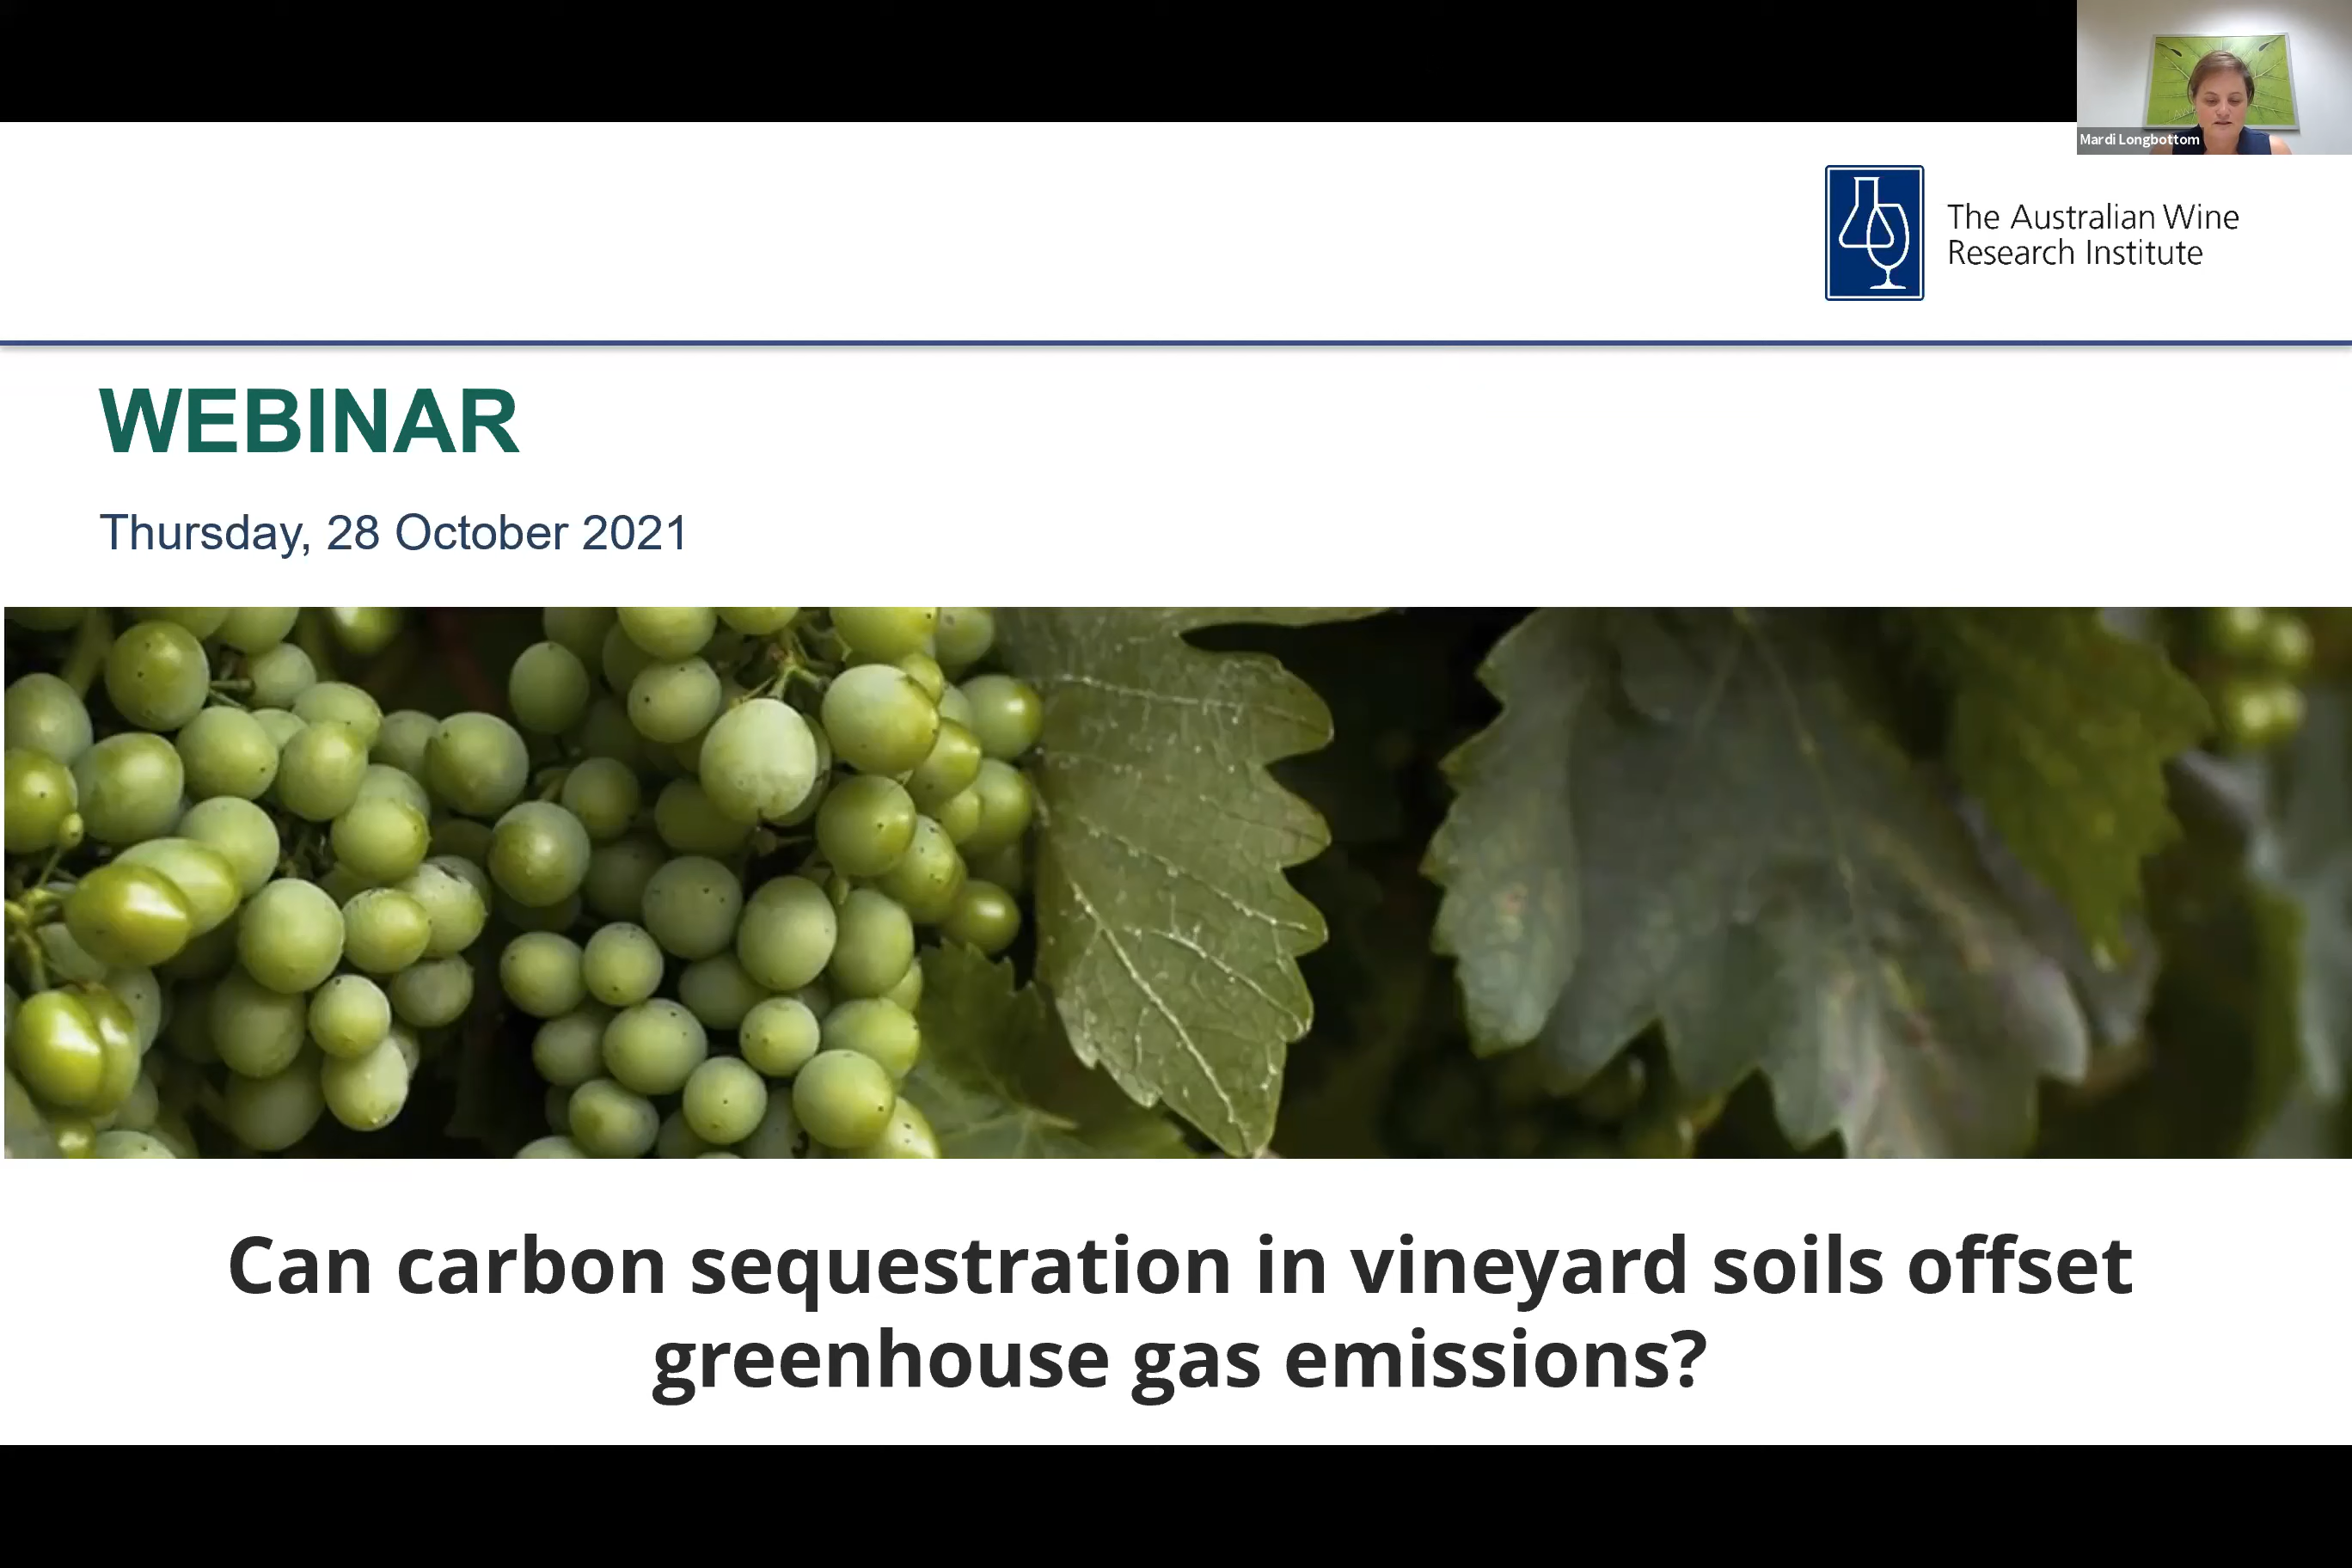 Mardi Longbottom
The Australian Wine
Research Institute
WEBINAR
Thursday, 28 October 2021
Can carbon sequestration in vineyard soils offset
greenhouse gas emissions?